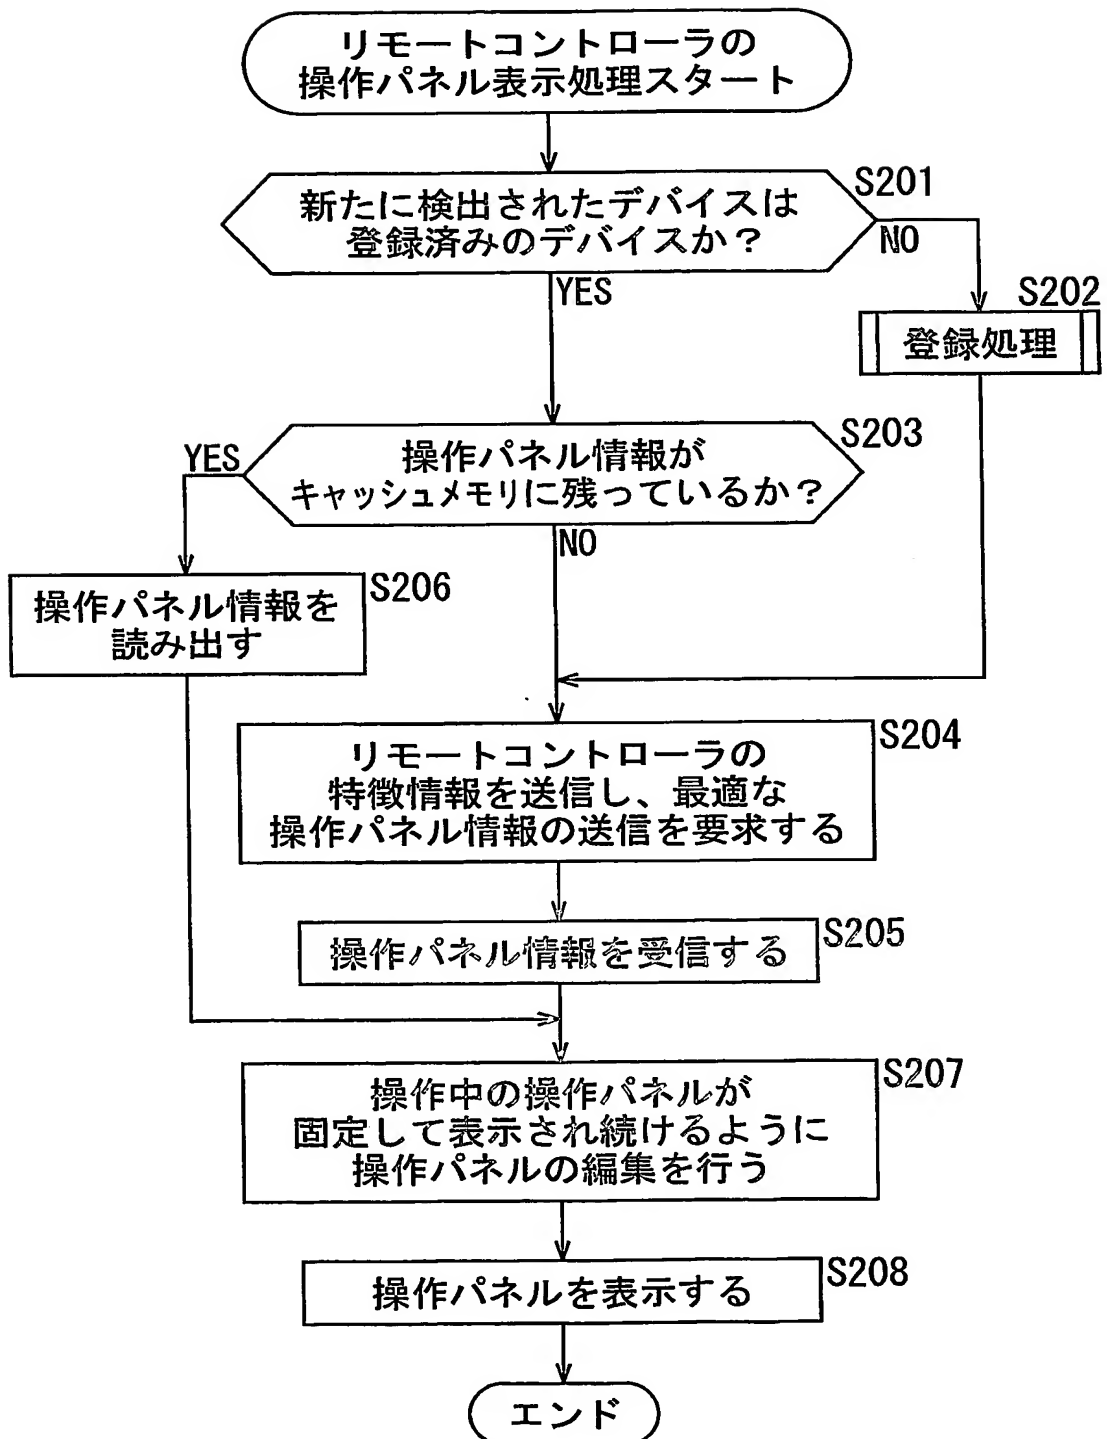 リモートコントローラの
操作パネル表示処理スタート
S201
新たに検出されたデバイスは
登録済みのデバイスか？
NO
YES
S202
登録処理
S203
操作パネル情報が
キャッシュメモリに残っているか？
YES
NO
S206
操作パネル情報を
読み出す
S204
リモートコントローラの
特徴情報を送信し、最適な
操作パネル情報の送信を要求する
S205
操作パネル情報を受信する
S207
操作中の操作パネルが
固定して表示され続けるように
操作パネルの編集を行う
S208
操作パネルを表示する
エンド